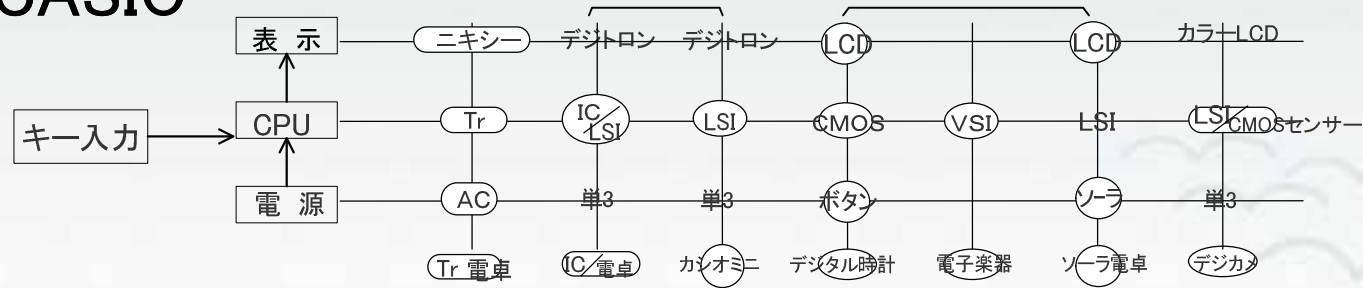 CASIO
表 示 ニキシー デジトロン デジトロン LCD LCD カラーLCD
キー入力 CPU Tr IC/LSI LSI CMOS VSI LSI LSI/CMOSセンサー
電 源 AC 単3 単3 ボタン ソーラ 単3
Tr 電卓 IC/電卓 カシオミニ デジタル時計 電子楽器 ソーラ電卓 デジカメ